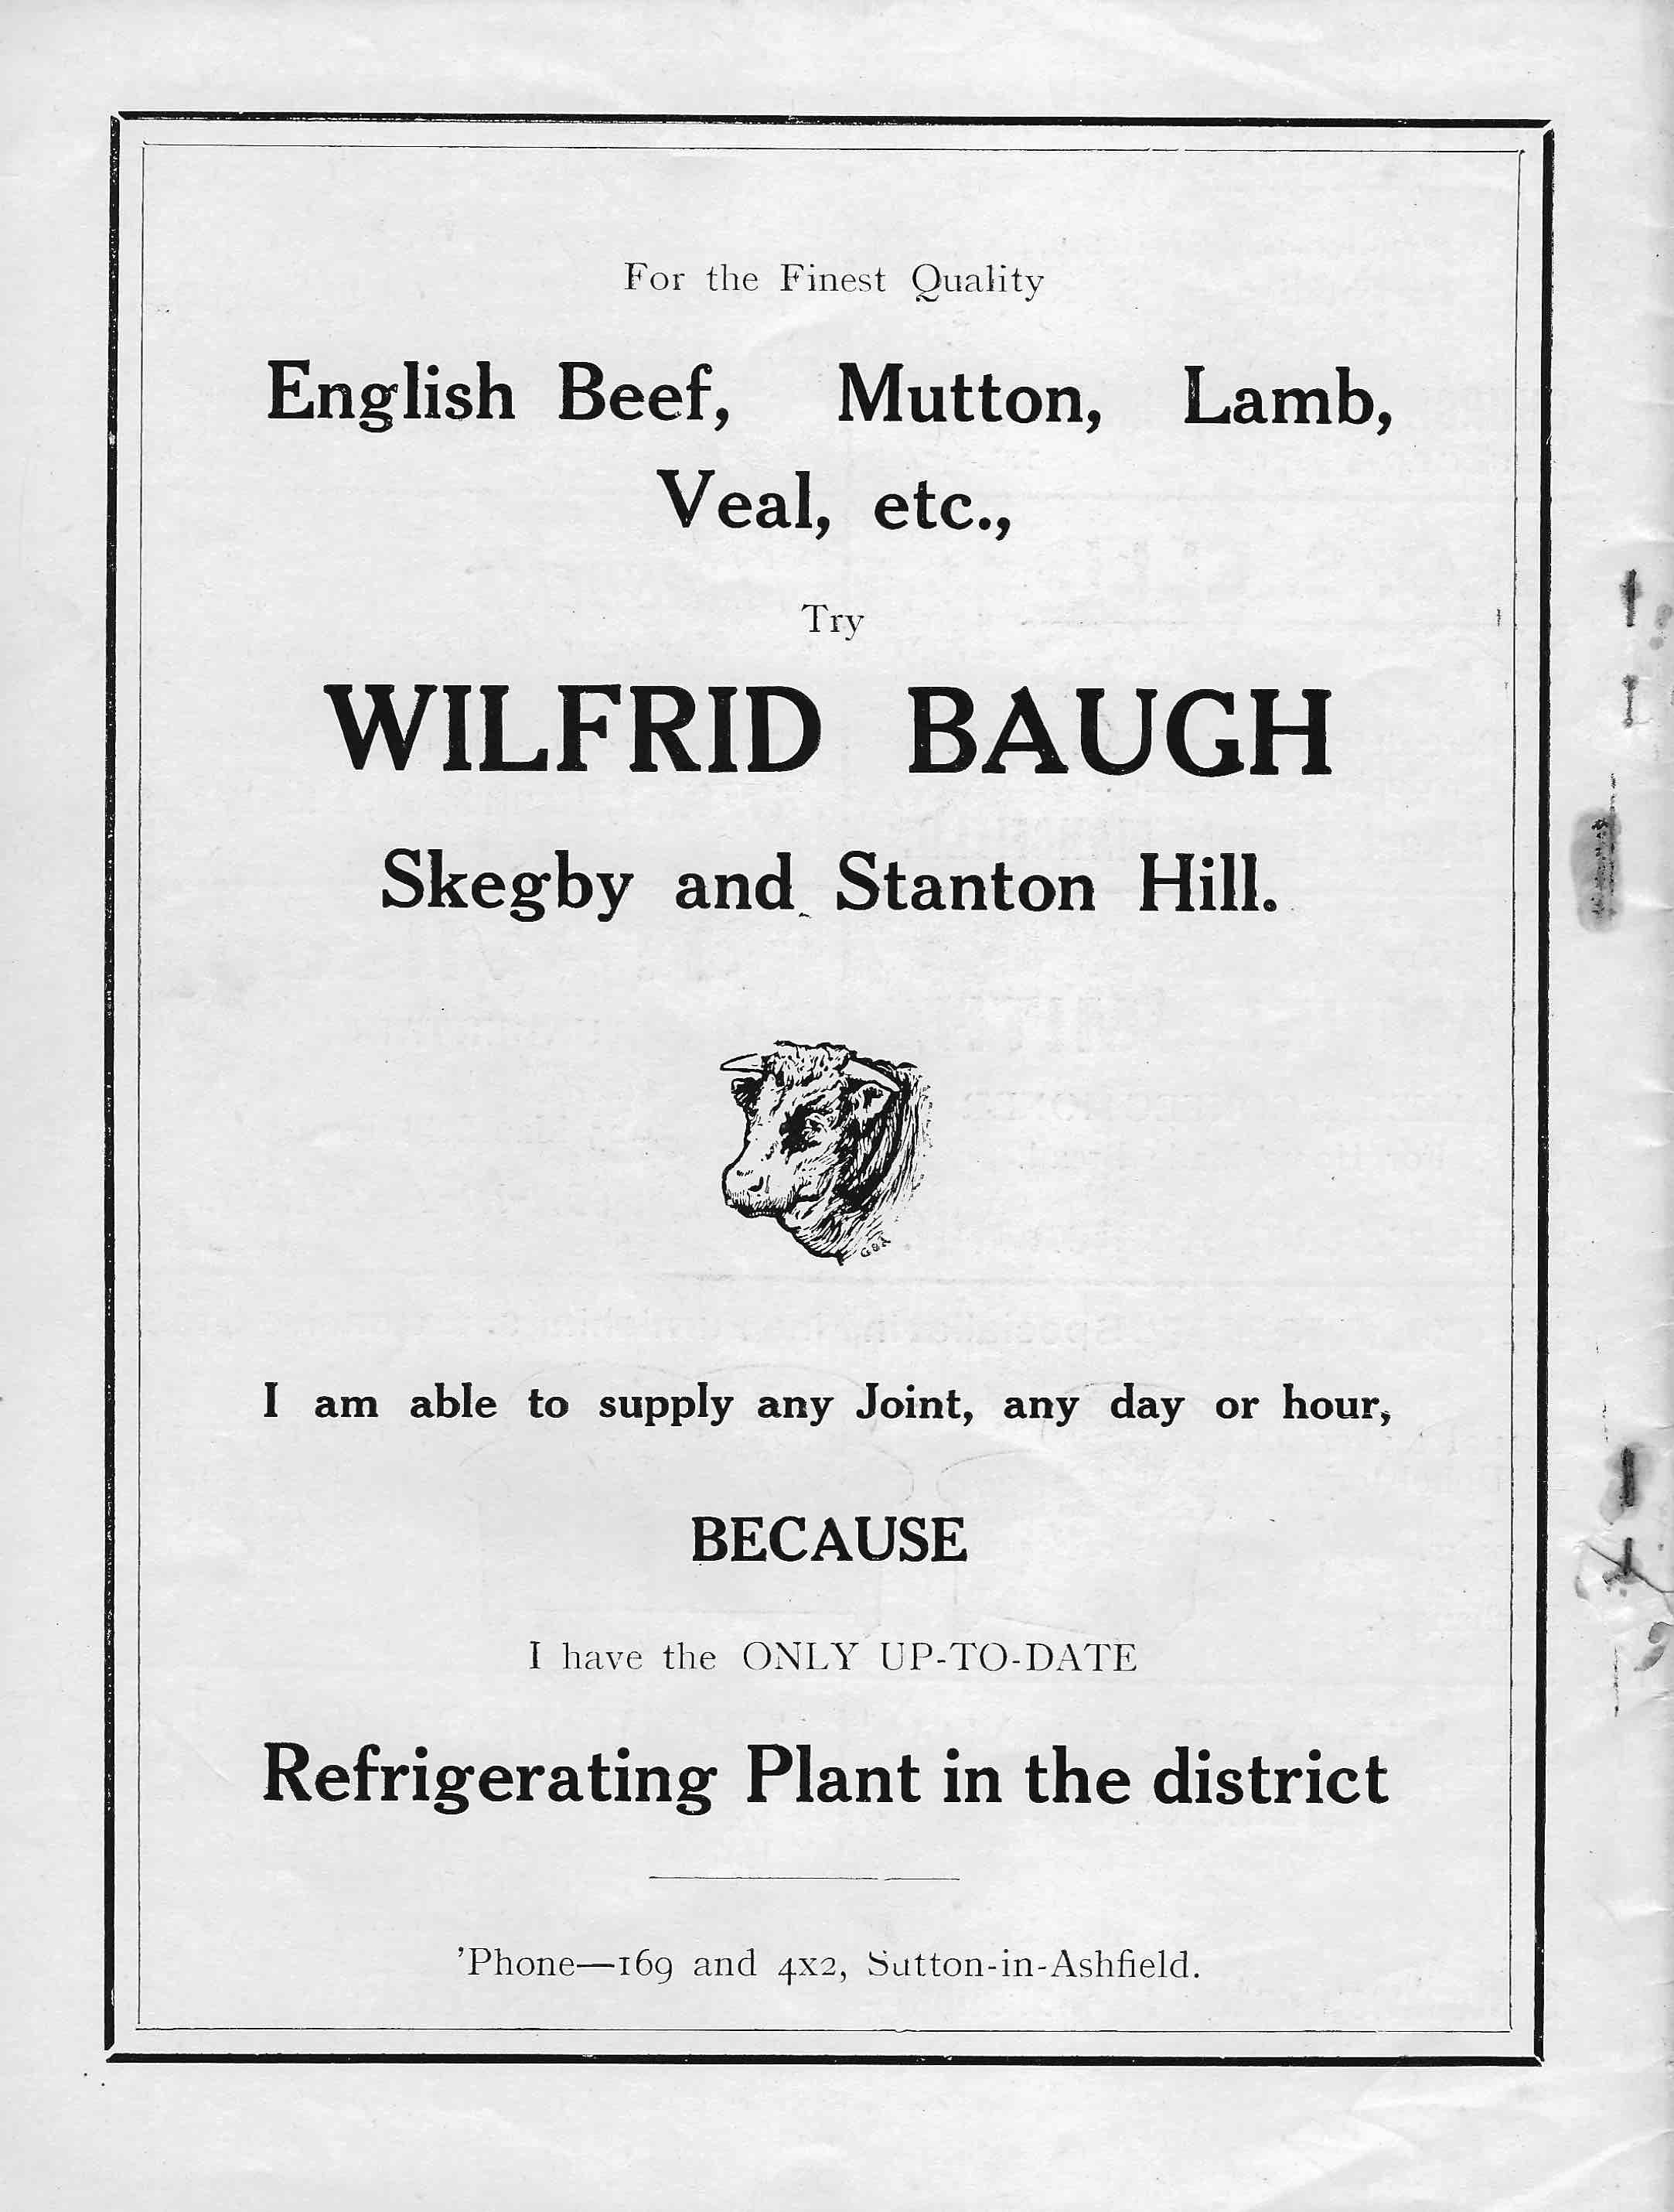 For the Finest Quality
English Beef, Mutton, Lamb,
Veal, etc.,
Try
WILFRID BAUGH
Skegby and Stanton Hill.
I am able to supply any Joint, any day or hour,
BECAUSE
I have the ONLY UP-TO-DATE
Refrigerating Plant in the district
'Phone—169 and 4x2, Sutton-in-Ashfield.